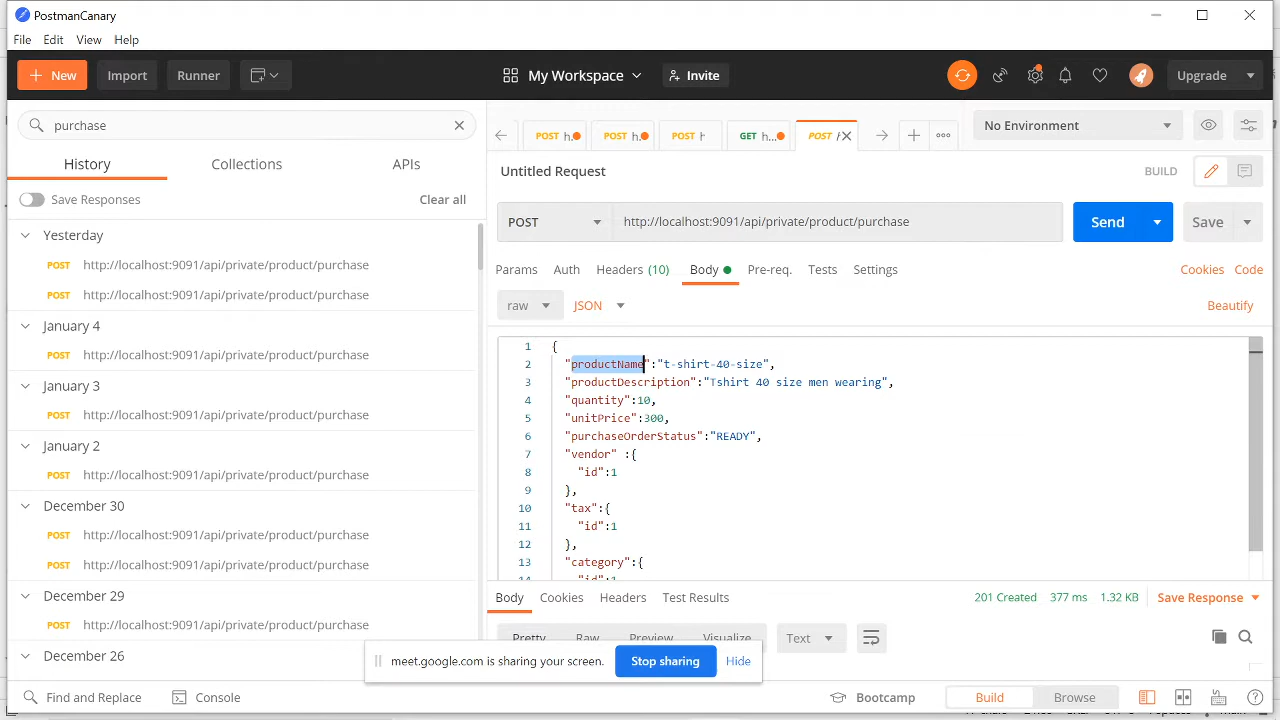 PostmanCanary
File Edit View Help
New Import Runner My Workspace Invite Upgrade
purchase
POST h. POST h. POST h GET h... POST
No Environment
History Collections APIs
Untitled Request BUILD
Save Responses Clear all
POST http://localhost:9091/api/private/product/purchase Send Save
Yesterday
POST http://localhost:9091/api/private/product/purchase
POST http://localhost:9091/api/private/product/purchase
January 4
POST http://localhost:9091/api/private/product/purchase
January 3
POST http://localhost:9091/api/private/product/purchase
January 2
POST http://localhost:9091/api/private/product/purchase
December 30
POST http://localhost:9091/api/private/product/purchase
POST http://localhost:9091/api/private/product/purchase
December 29
POST http://localhost:9091/api/private/product/purchase
December 26
Params Auth Headers (10) Body Pre-req. Tests Settings Cookies Code
raw JSON Beautify
1 {
2 "productName":"t-shirt-40-size",
3 "productDescription":"Tshirt 40 size men wearing",
4 "quantity":10,
5 "unitPrice":300,
6 "purchaseOrderStatus":"READY",
7 "vendor" :{
8 "id":1
9 },
10 "tax":{
11 "id":1
12 },
13 "category":{
14 "id":1
Body Cookies Headers Test Results 201 Created 377 ms 1.32 KB Save Response
Pretty Raw Preview Visualize Text
meet.google.com is sharing your screen. Stop sharing Hide
Find and Replace Console Bootcamp Build Browse